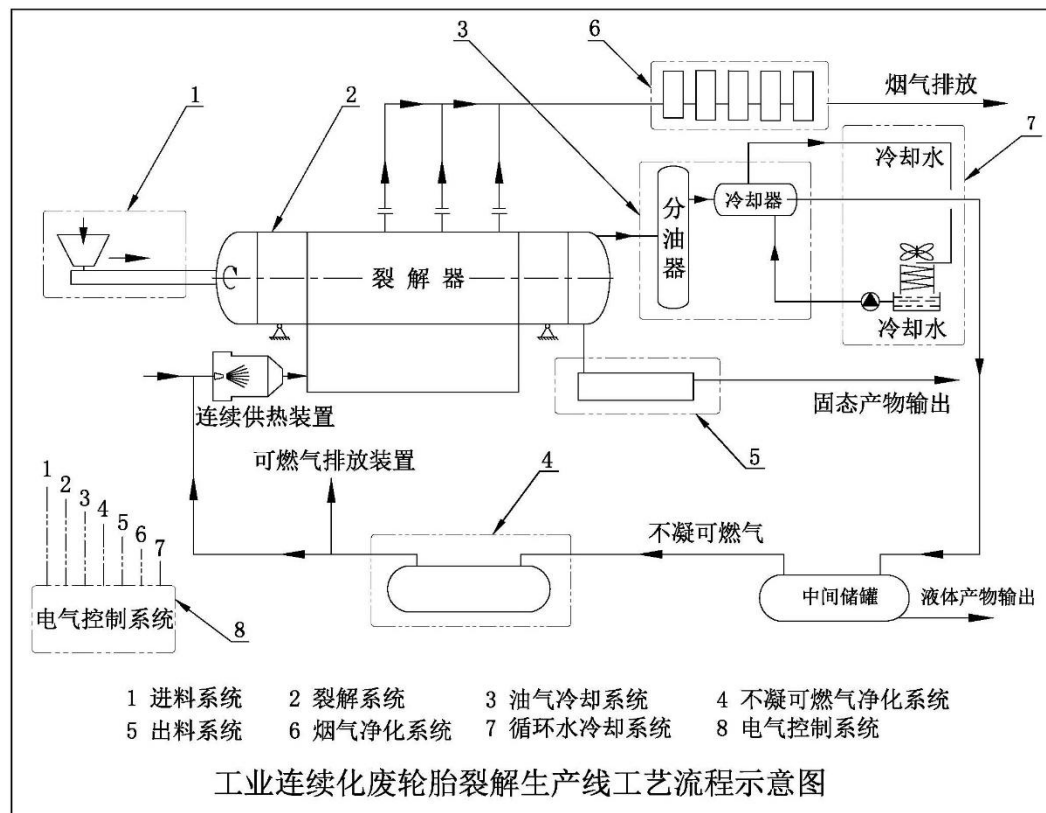 3
6
烟气排放
1
2
7
冷却水
分油器
冷却器
裂解器
冷却水
连续供热装置
固态产物输出
可燃气排放装置
4
5
1
2
3
4
5
6
7
不凝可燃气
电气控制系统
8
中间储罐
液体产物输出
1 进料系统 2 裂解系统 3 油气冷却系统 4 不凝可燃气净化系统
5 出料系统 6 烟气净化系统 7 循环水冷却系统 8 电气控制系统
工业连续化废轮胎裂解生产线工艺流程示意图